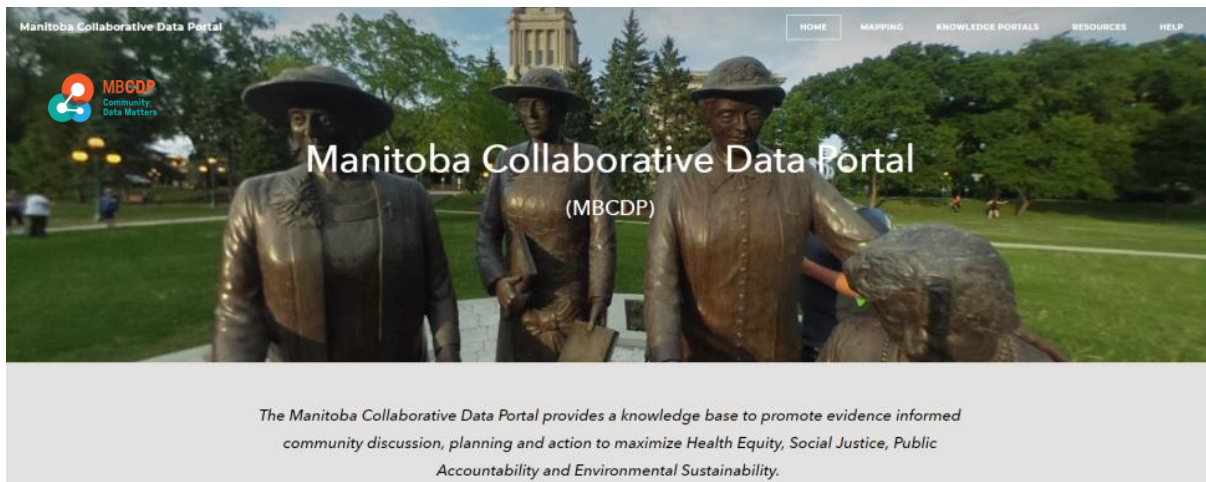 Manitoba Collaborative Data Portal
HOME MAPPING KNOWLEDGE PORTALS RESOURCES HELP
MBCDP
Community
Data Matters
Manitoba Collaborative Data Portal
(MBCDP)
The Manitoba Collaborative Data Portal provides a knowledge base to promote evidence informed
community discussion, planning and action to maximize Health Equity, Social Justice, Public
Accountability and Environmental Sustainability.